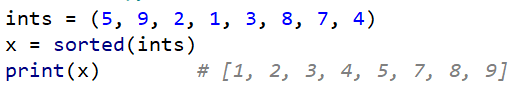 ints = (5, 9, 2, 1, 3, 8, 7, 4)
x = sorted(ints)
print(x)        # [1, 2, 3, 4, 5, 7, 8, 9]